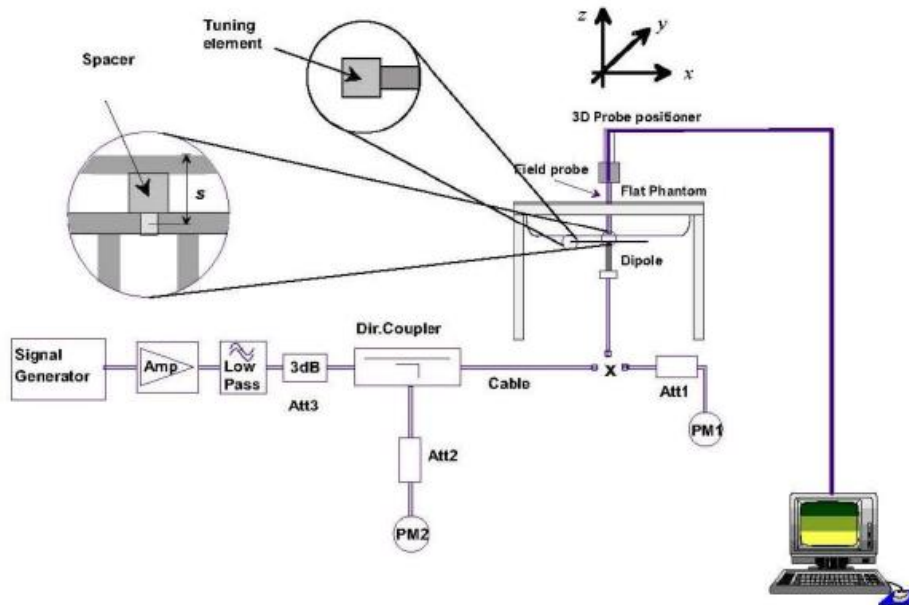 Tuning
element
Spacer
s
z
y
x
3D Probe positioner
Field probe
Flat Phantom
Dipole
Dir.Coupler
Signal
Generator
Amp
Low
Pass
3dB
Att3
Cable
x
Att1
PM1
Att2
PM2